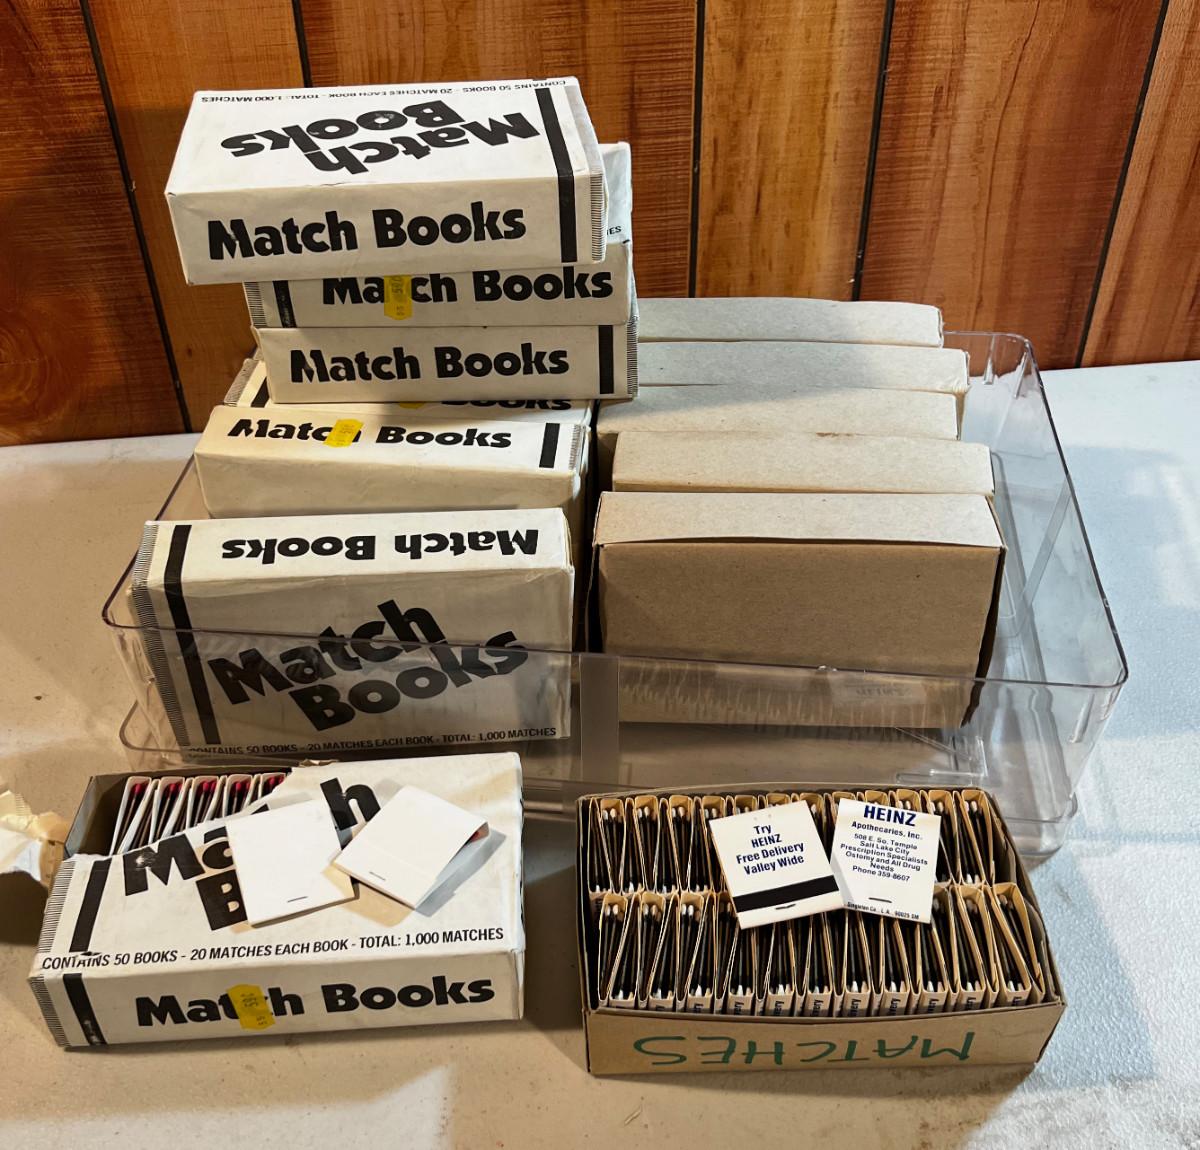 CONTAINS 50 BOOKS - 20 MATCHES EACH BOOK - TOTAL: 1,000 MATCHES
Match
Books
Match Books
Match Books
Match Books
Books
Match Books
Match Books
Match
Books
CONTAINS 50 BOOKS - 20 MATCHES EACH BOOK - TOTAL: 1,000 MATCHES
CONTAINS 50 BOOKS - 20 MATCHES EACH BOOK - TOTAL: 1,000 MATCHES
Match Books
Try
HEINZ
Free Delivery
Valley Wide
HEINZ
Apothecaries, Inc.
508 E. So. Temple
Salt Lake City
Prescription Specialists
Ostomy and All Drug
Needs
Phone 359-8607
MATCHES